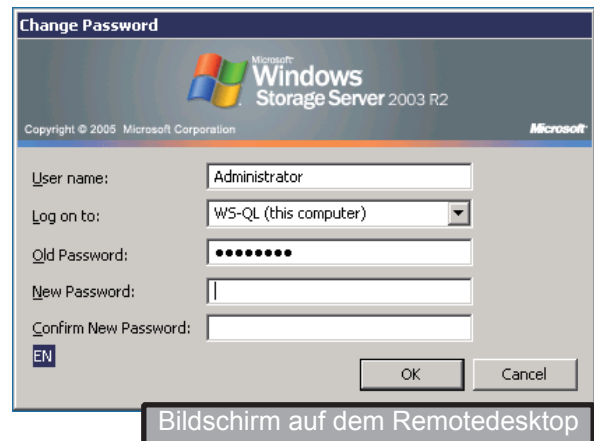 Change Password
Microsoft
Windows
Storage Server 2003 R2
Copyright © 2005 Microsoft Corporation
Microsoft
User name:
Administrator
Log on to:
WS-QL (this computer)
Old Password:
●●●●●●●●
New Password:
Confirm New Password:
EN
OK
Cancel
Bildschirm auf dem Remotedesktop